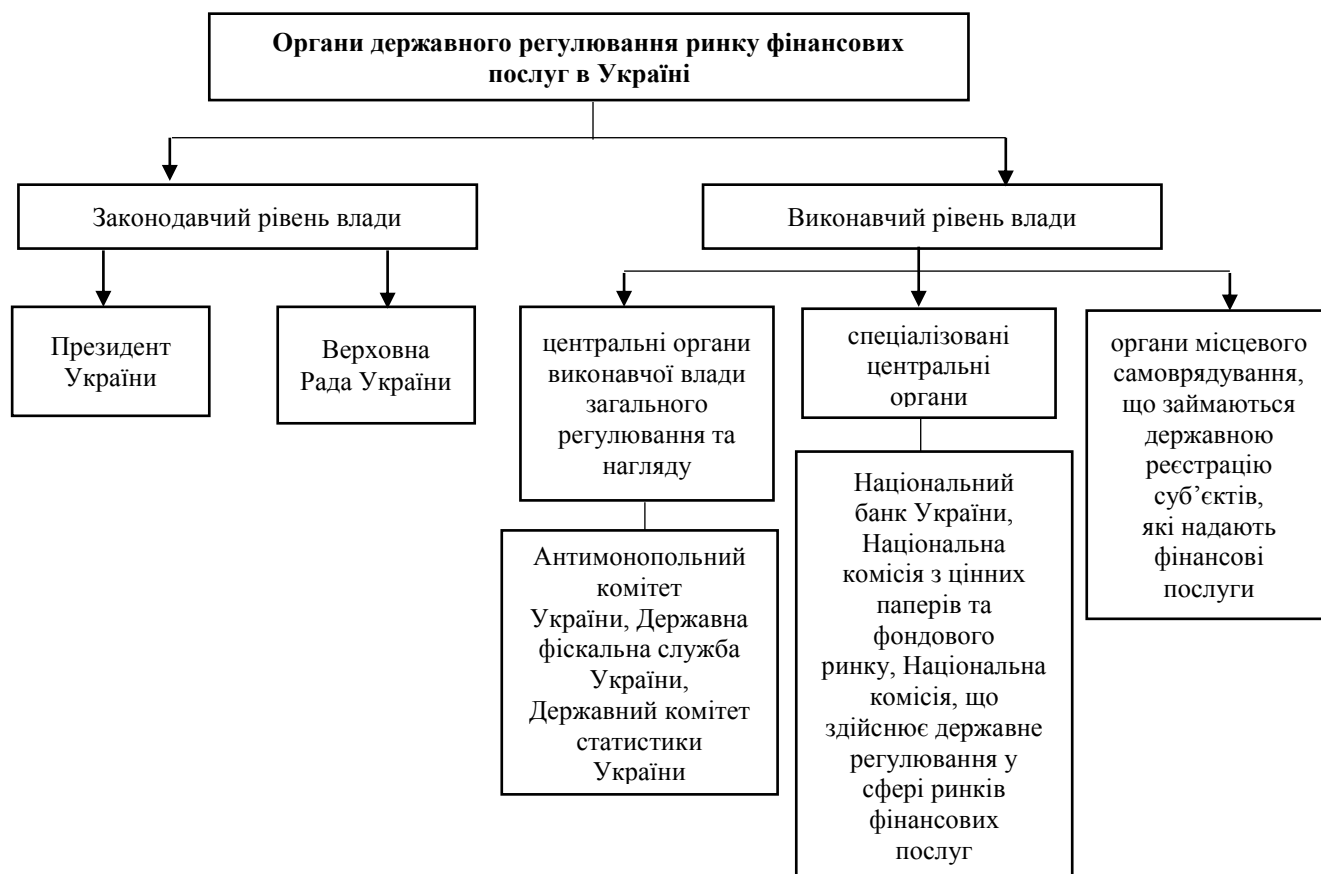 Органи державного регулювання ринку фінансових
послуг в Україні
Законодавчий рівень влади
Виконавчий рівень влади
Президент
України
Верховна
Рада України
центральні органи
виконавчої влади
загального
регулювання та
нагляду
спеціалізовані
центральні
органи
органи місцевого
самоврядування,
що займаються
державною
реєстрацію
суб’єктів,
які надають
фінансові
послуги
Антимонопольний
комітет
України, Державна
фіскальна служба
України,
Державний комітет
статистики
України
Національний
банк України,
Національна
комісія з цінних
паперів та
фондового
ринку, Національна
комісія, що
здійснює державне
регулювання у
сфері ринків
фінансових
послуг